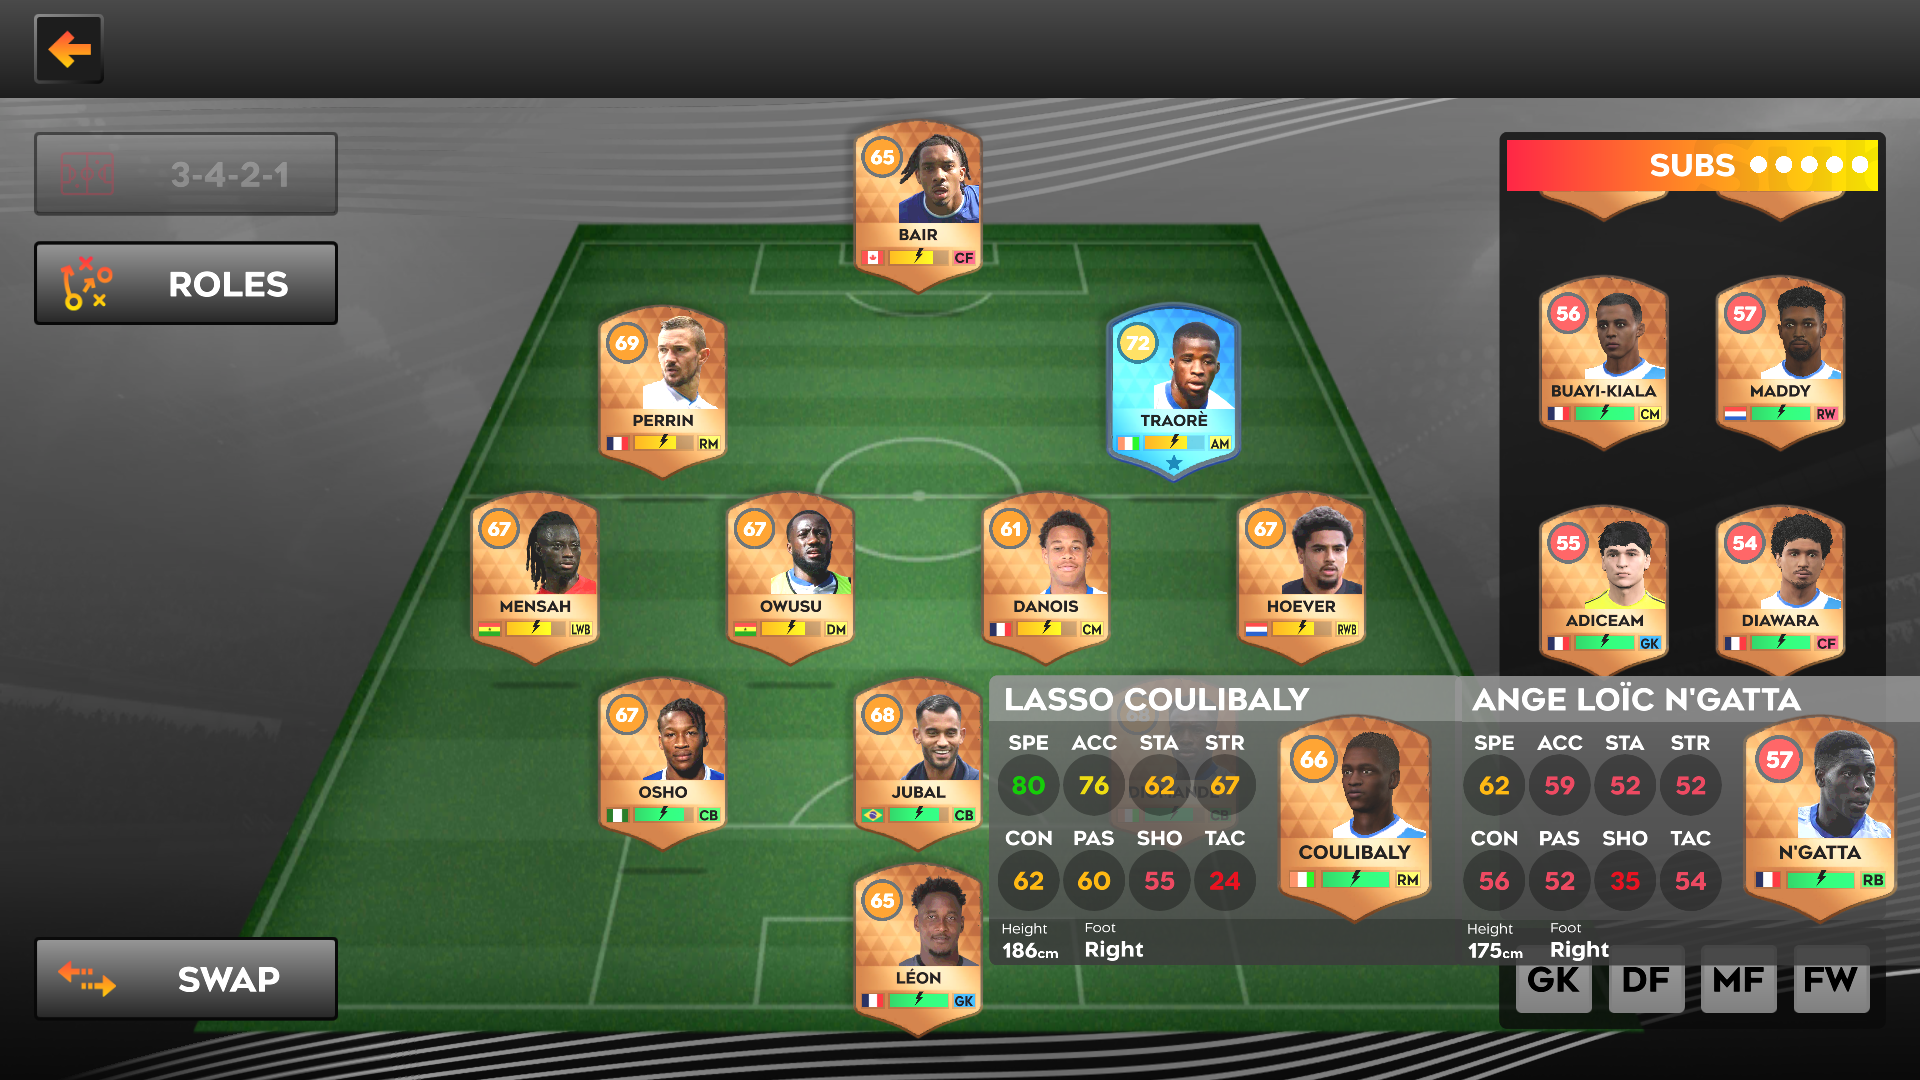 3-4-2-1
ROLES
SWAP
65
BAIR
CF
69
PERRIN
RM
72
TRAORÈ
AM
67
MENSAH
LWB
67
OWUSU
DM
61
DANOIS
CM
67
HOEVER
RWB
67
OSHO
CB
68
JUBAL
CB
CB
65
LÉON
GK
SUBS
56
BUAYI-KIALA
CM
57
MADDY
RW
55
ADICEAM
GK
54
DIAWARA
CF
LASSO COULIBALY
SPE ACC STA STR
80 76 62 67
CON PAS SHO TAC
62 60 55 24
Height Foot
186cm Right
66
COULIBALY
RM
ANGE LOÏC N'GATTA
SPE ACC STA STR
62 59 52 52
CON PAS SHO TAC
56 52 35 54
Height Foot
175cm Right
57
N'GATTA
RB
GK DF MF FW